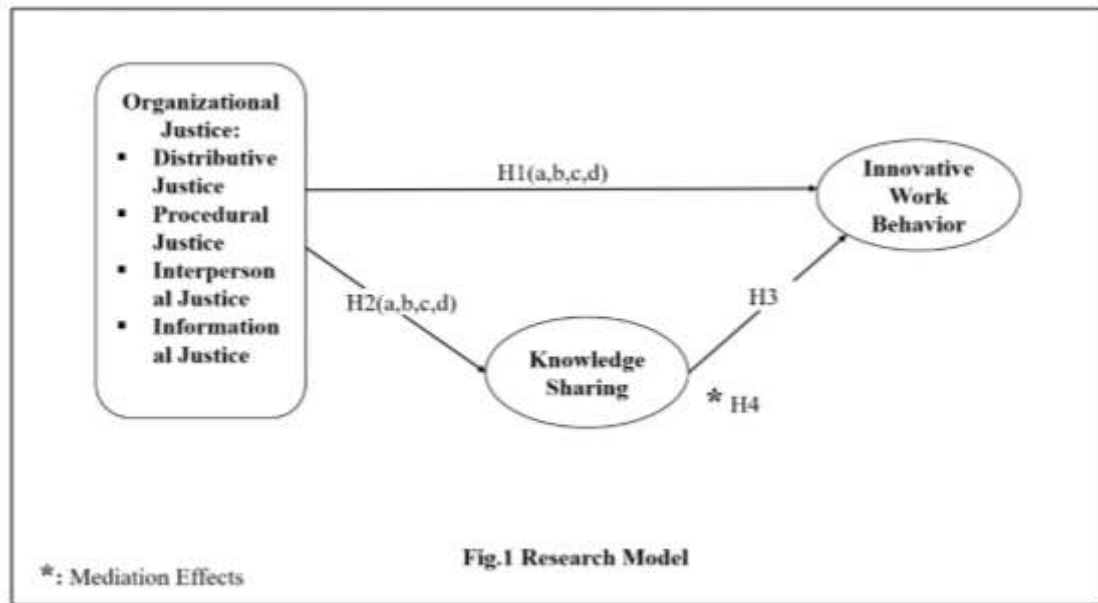 Organizational
Justice:
▪ Distributive
Justice
▪ Procedural
Justice
▪ Interperson
al Justice
▪ Information
al Justice
H1(a,b,c,d)
Innovative
Work
Behavior
H2(a,b,c,d)
H3
Knowledge
Sharing
* H4
Fig.1 Research Model
*: Mediation Effects